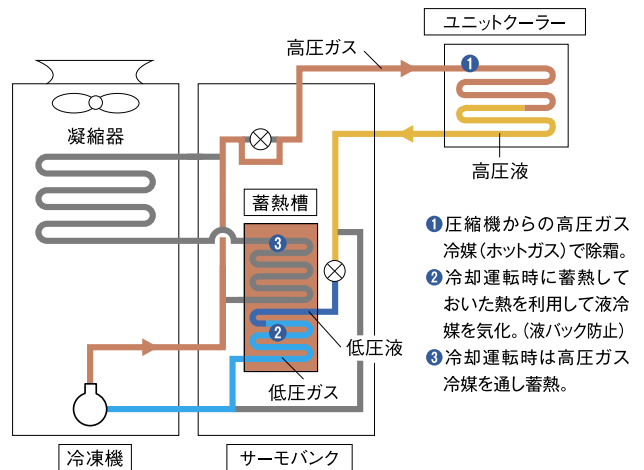 ユニットクーラー
高圧ガス
1
凝縮器
高圧液
蓄熱槽
3
2
低圧液
低圧ガス
冷凍機
サーモバンク
1 圧縮機からの高圧ガス
冷媒（ホットガス）で除霜。
2 冷却運転時に蓄熱して
おいた熱を利用して液冷
媒を気化。（液バック防止）
3 冷却運転時は高圧ガス
冷媒を通し蓄熱。